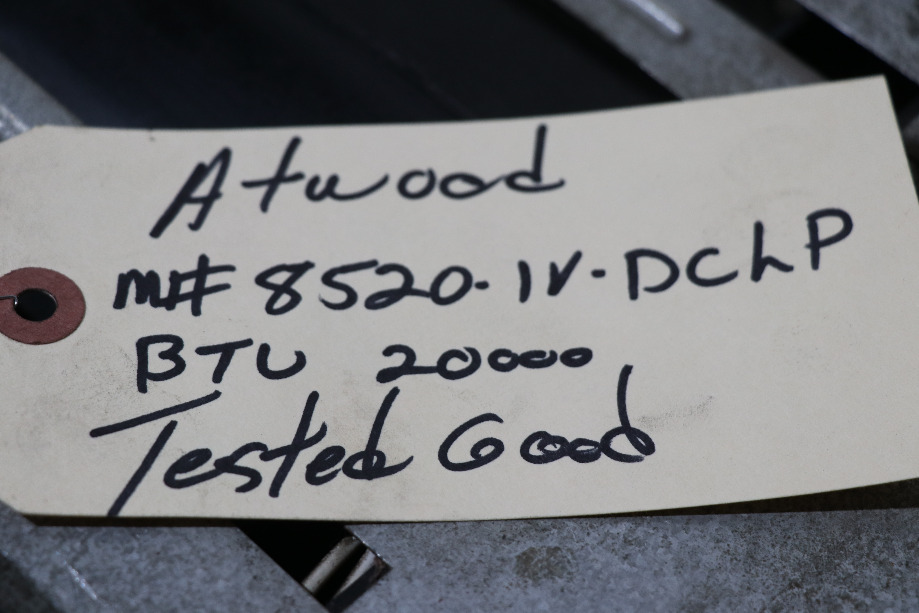 Atwood
M# 8520-IV-DCLP
BTU 20000
Tested Good